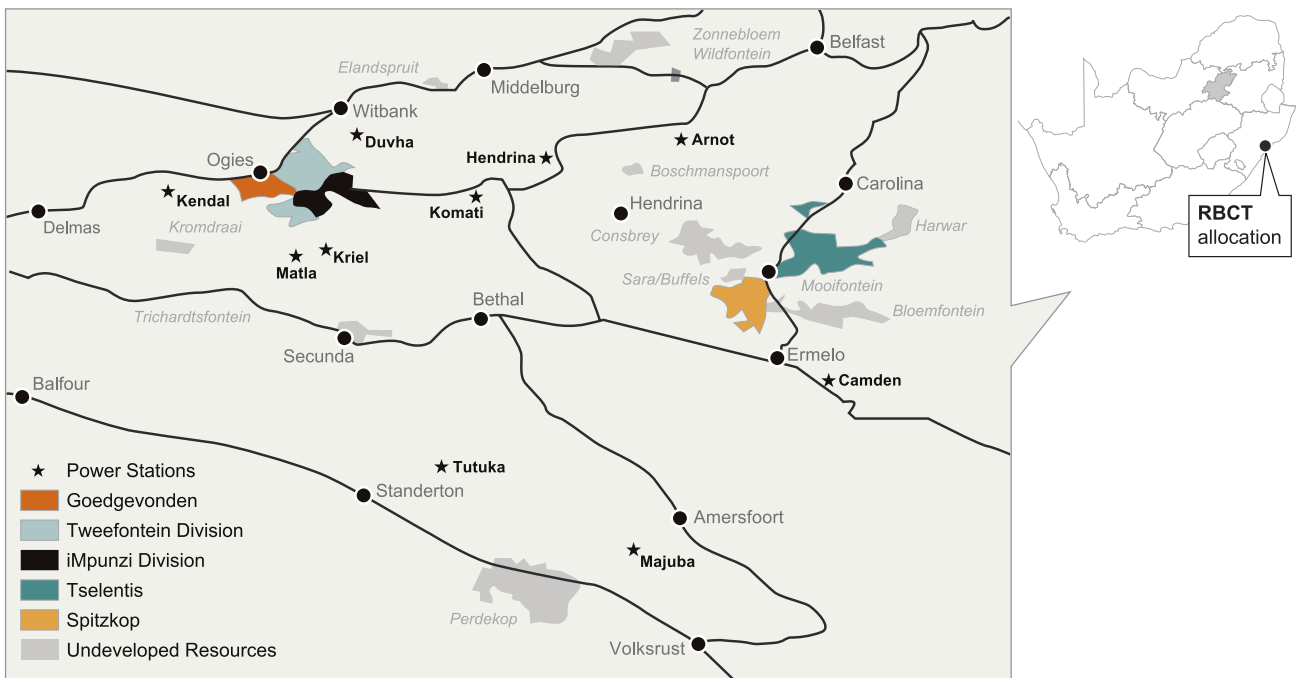 Zonnebloem
Wildfontein
Belfast
Elandspruit
Middelburg
Witbank
Duvha
Arnot
Ogies
Hendrina
Boschmanspoort
Carolina
Kendal
Komati
Hendrina
Delmas
Kromdraai
Consbrey
Harwar
Kriel
Matla
Sara/Buffels
Mooifontein
Trichardtsfontein
Bethal
Bloemfontein
Secunda
Ermelo
Balfour
Camden
Tutuka
Standerton
Amersfoort
Majuba
Perdekop
Volksrust
Power Stations
Goedgevonden
Tweefontein Division
iMpunzi Division
Tselentis
Spitzkop
Undeveloped Resources
RBCT
allocation